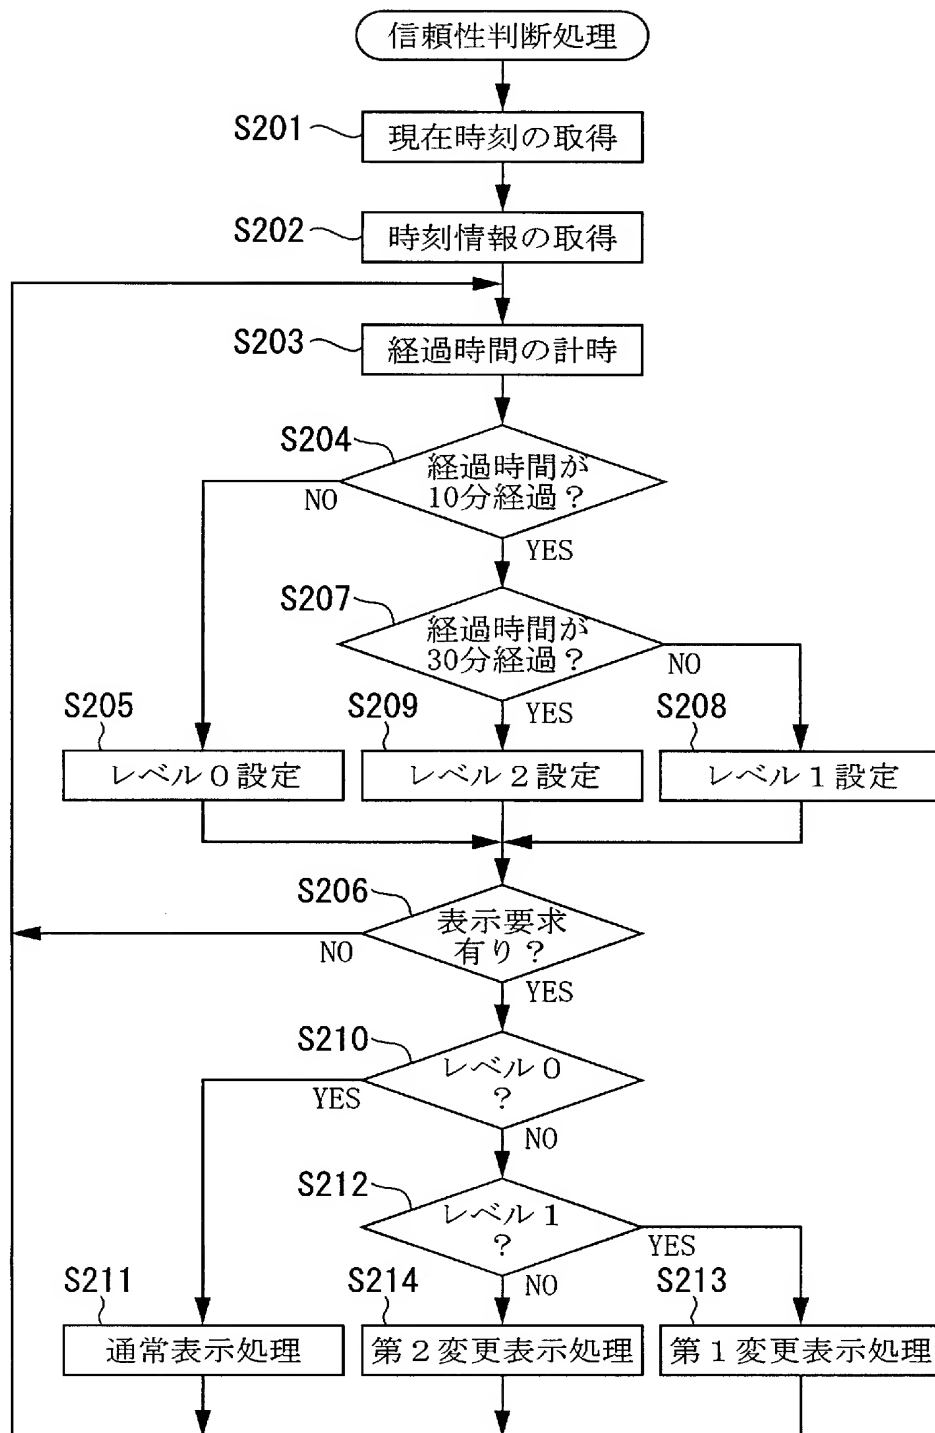 信頼性判断処理
S201
現在時刻の取得
S202
時刻情報の取得
S203
経過時間の計時
S204
経過時間が
10分経過？
NO
YES
S207
経過時間が
30分経過？
NO
YES
S205
S209
S208
レベル０設定
レベル２設定
レベル１設定
S206
表示要求
有り？
NO
YES
S210
レベル０
？
YES
NO
S212
レベル１
？
YES
NO
S211
S214
S213
通常表示処理
第２変更表示処理
第１変更表示処理